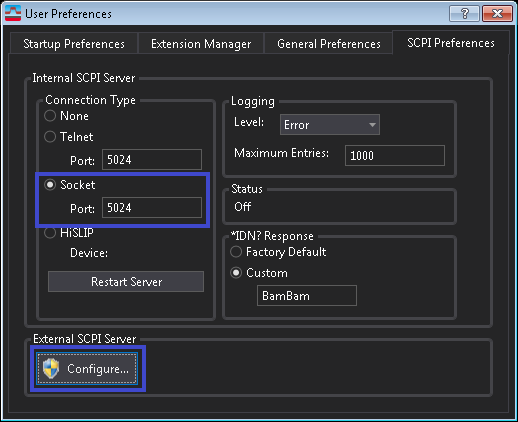 User Preferences
Startup Preferences
Extension Manager
General Preferences
SCPI Preferences
Internal SCPI Server
Connection Type
None
Telnet
Port: 5024
Socket
Port: 5024
HiSLIP
Device:
Restart Server
Logging
Level: Error
Maximum Entries: 1000
Status
Off
*IDN? Response
Factory Default
Custom
BamBam
External SCPI Server
Configure...